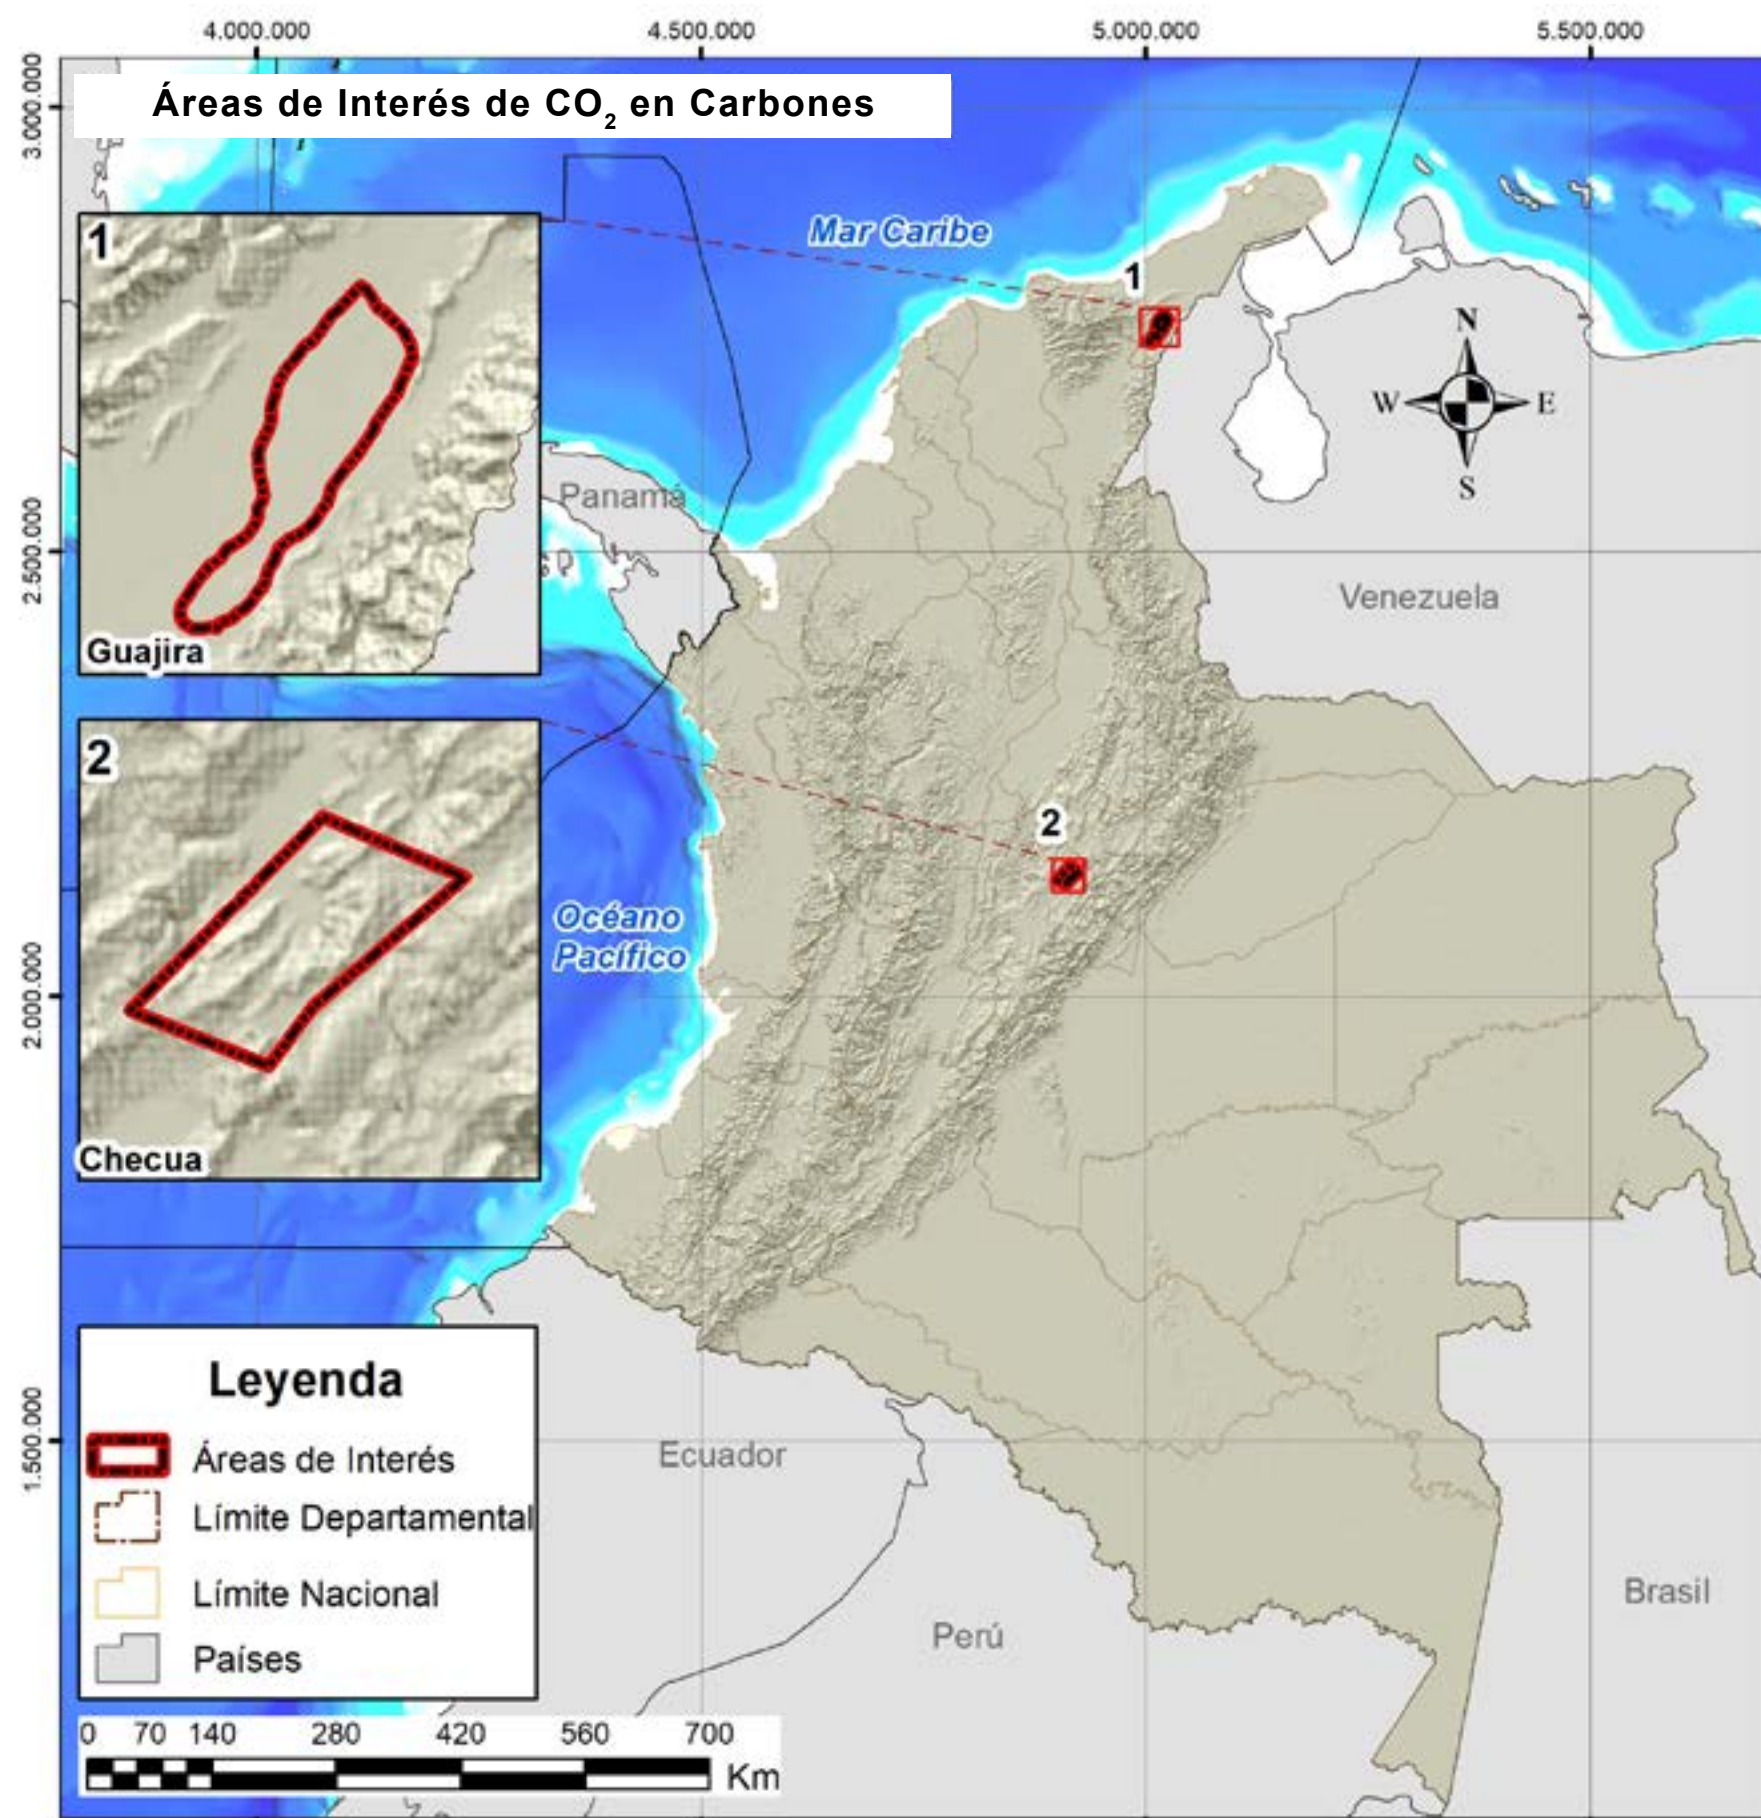 4.000.000 4.500.000 5.000.000 5.500.000
3.000.000
2.500.000
2.000.000
1.500.000
Áreas de Interés de CO2 en Carbones
1
Guajira
2
Checua
Mar Caribe
1
N
W E
S
Panamá
Venezuela
2
Océano
Pacífico
Ecuador
Perú
Brasil
Leyenda
Áreas de Interés
Límite Departamental
Límite Nacional
Países
0 70 140 280 420 560 700
Km